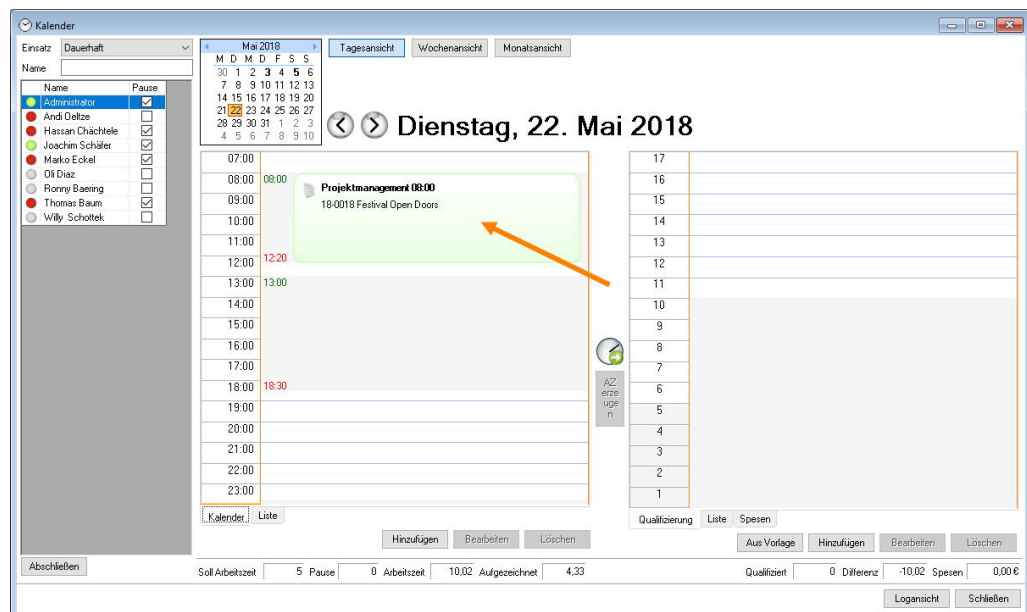 Kalender
Einsatz Dauerhaft
Name
Name Pause
Administrator
Andi Oeltze
Hassan Chächtele
Joachim Schäfer
Marko Eckel
Oli Diaz
Ronny Baering
Thomas Baum
Willy Schottek
Abschließen
Mai 2018
M D M D F S S
30 1 2 3 4 5 6
7 8 9 10 11 12 13
14 15 16 17 18 19 20
21 22 23 24 25 26 27
28 29 30 31 1 2 3
4 5 6 7 8 9 10
Tagesansicht Wochenansicht Monatsansicht
Dienstag, 22. Mai 2018
07:00
08:00 08:00
Projektmanagement 08:00
09:00
18-0018 Festival Open Doors
10:00
11:00
12:00 12:20
13:00 13:00
14:00
15:00
16:00
17:00
18:00 18:30
19:00
20:00
21:00
22:00
23:00
Kalender Liste
Hinzufügen Bearbeiten Löschen
AZ
erze
uge
n
17
16
15
14
13
12
11
10
9
8
7
6
5
4
3
2
1
Qualifizierung Liste Spesen
Aus Vorlage Hinzufügen Bearbeiten Löschen
Soll Arbeitszeit 5 Pause 0 Arbeitszeit 10,02 Aufgezeichnet 4,33
Qualifiziert 0 Differenz -10,02 Spesen 0,00 €
Logansicht Schließen